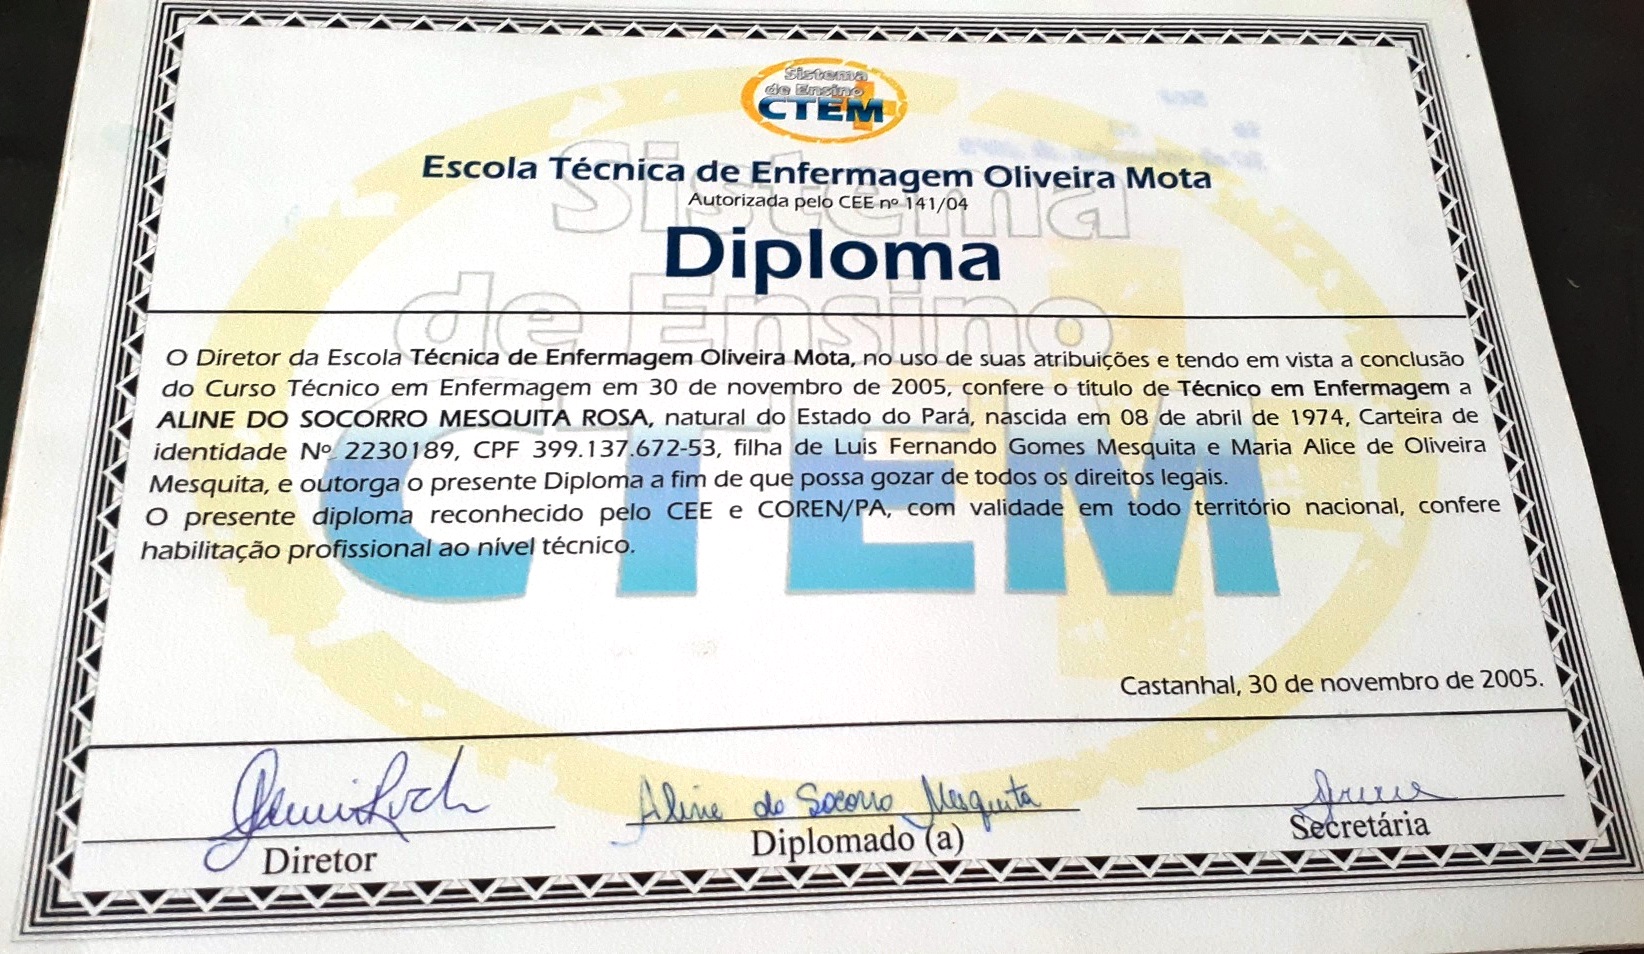 Sistema
de Ensino
CTEM
Escola Técnica de Enfermagem Oliveira Mota
Autorizada pelo CEE nº 141/04
Diploma
Sistema
de Ensino
CTEM
O Diretor da Escola Técnica de Enfermagem Oliveira Mota, no uso de suas atribuições e tendo em vista a conclusão
do Curso Técnico em Enfermagem em 30 de novembro de 2005, confere o título de Técnico em Enfermagem a
ALINE DO SOCORRO MESQUITA ROSA, natural do Estado do Pará, nascida em 08 de abril de 1974, Carteira de
identidade Nº 2230189, CPF 399.137.672-53, filha de Luis Fernando Gomes Mesquita e Maria Alice de Oliveira
Mesquita, e outorga o presente Diploma a fim de que possa gozar de todos os direitos legais.
O presente diploma reconhecido pelo CEE e COREN/PA, com validade em todo território nacional, confere
habilitação profissional ao nível técnico.
Castanhal, 30 de novembro de 2005.
Aline do Socorro Mesquita
Diretor
Diplomado (a)
Secretária